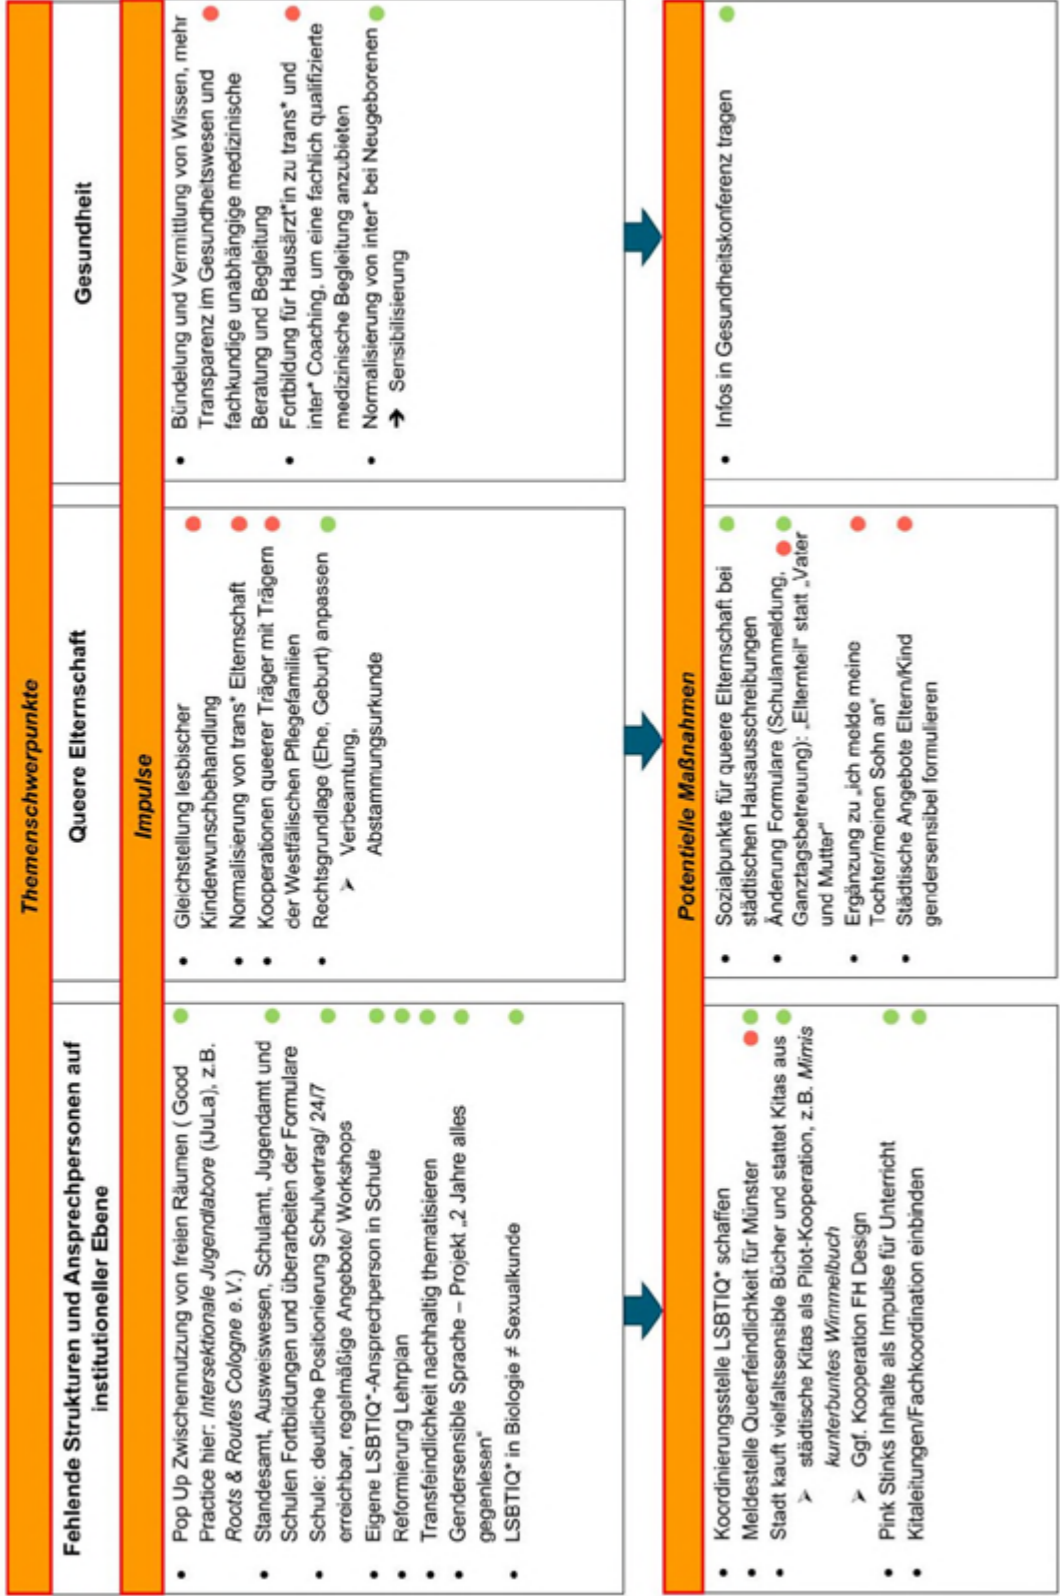 Themenschwerpunkte
Fehlende Strukturen und Ansprechpersonen auf
institutioneller Ebene
Queere Elternschaft
Gesundheit
Impulse
• Pop Up Zwischennutzung von freien Räumen ( Good
Practice hier: Intersektionale Jugendlabore (iJuLa), z.B.
Roots & Routes Cologne e.V.)
• Standesamt, Ausweiswesen, Schulamt, Jugendamt und
Schulen Fortbildungen und überarbeiten der Formulare
• Schule: deutliche Positionierung Schulvertrag/ 24/7
erreichbar, regelmäßige Angebote/ Workshops
• Eigene LSBTIQ*-Ansprechperson in Schule
• Reformierung Lehrplan
• Transfeindlichkeit nachhaltig thematisieren
• Gendersensible Sprache – Projekt „2 Jahre alles
gegenlesen“
• LSBTIQ* in Biologie ≠ Sexualkunde
• Gleichstellung lesbischer
Kinderwunschbehandlung
• Normalisierung von trans* Elternschaft
• Kooperationen queerer Träger mit Trägern
der Westfälischen Pflegefamilien
• Rechtsgrundlage (Ehe, Geburt) anpassen
➤ Verbeamtung,
Abstammungsurkunde
• Bündelung und Vermittlung von Wissen, mehr
Transparenz im Gesundheitswesen und
fachkundige unabhängige medizinische
Beratung und Begleitung
• Fortbildung für Hausärzt*in zu trans* und
inter* Coaching, um eine fachlich qualifizierte
medizinische Begleitung anzubieten
• Normalisierung von inter* bei Neugeborenen
➔ Sensibilisierung
Potentielle Maßnahmen
• Koordinierungsstelle LSBTIQ* schaffen
• Meldestelle Queerfeindlichkeit für Münster
• Stadt kauft vielfaltssensible Bücher und stattet Kitas aus
➤ städtische Kitas als Pilot-Kooperation, z.B. Mimis
kunterbuntes Wimmelbuch
➤ Ggf. Kooperation FH Design
• Pink Stinks Inhalte als Impulse für Unterricht
• Kitaleitungen/Fachkoordination einbinden
• Sozialpunkte für queere Elternschaft bei
städtischen Hausausschreibungen
• Änderung Formulare (Schulanmeldung,
Ganztagsbetreuung): „Elternteil“ statt „Vater
und Mutter“
• Ergänzung zu „ich melde meine
Tochter/meinen Sohn an“
• Städtische Angebote Eltern/Kind
gendersensibel formulieren
• Infos in Gesundheitskonferenz tragen